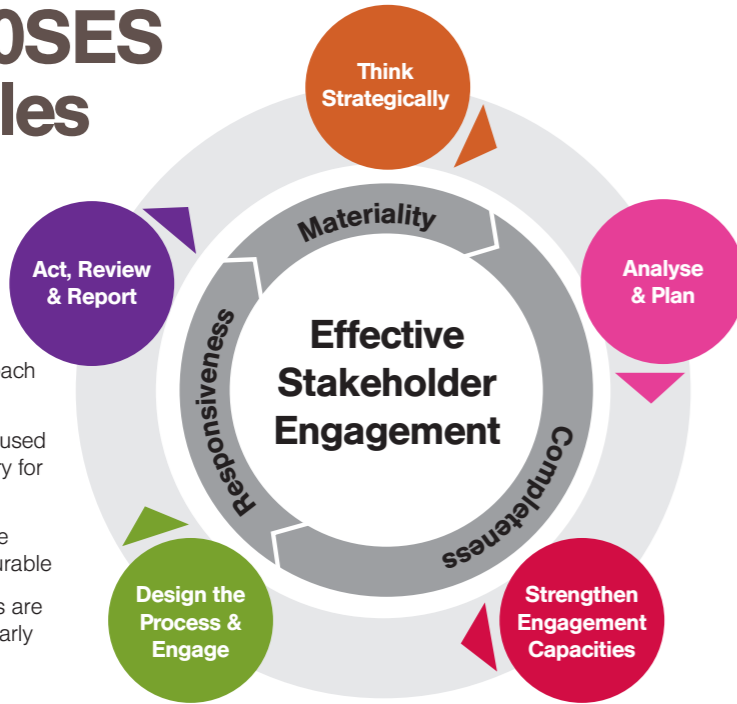 0SES
les
Think
Strategically
Materiality
Act, Review
& Report
Analyse
& Plan
Effective
Stakeholder
Engagement
Responsiveness
Completeness
ach
used
y for
e
urable
s are
arly
Design the
Process &
Engage
Strengthen
Engagement
Capacities